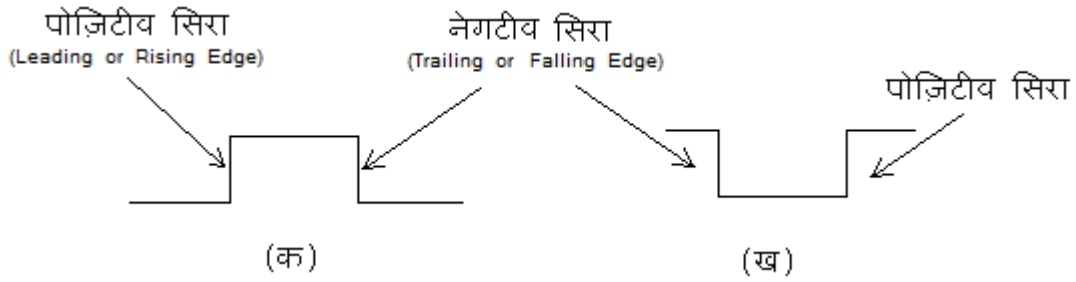 पोज़िटीव सिरा
(Leading or Rising Edge)
नेगटीव सिरा
(Trailing or Falling Edge)
पोज़िटीव सिरा
(क)
(ख)